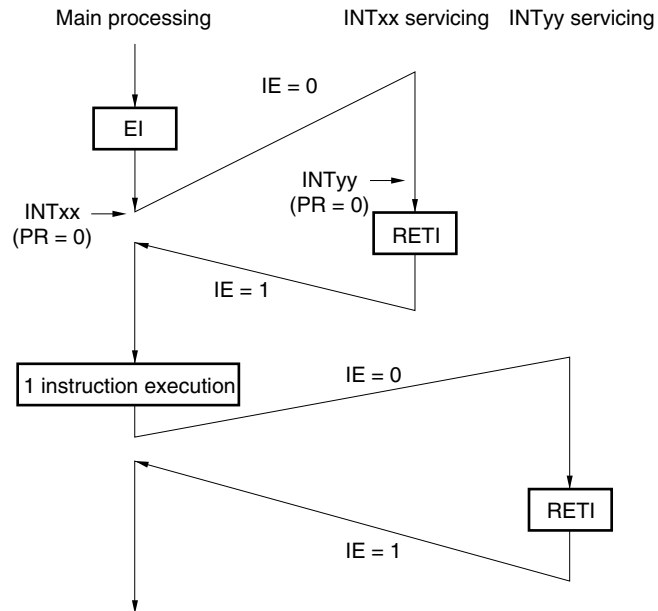 Main processing
INTxx servicing
INTyy servicing
IE = 0
EI
INTyy
(PR = 0)
INTxx
(PR = 0)
RETI
IE = 1
1 instruction execution
IE = 0
RETI
IE = 1